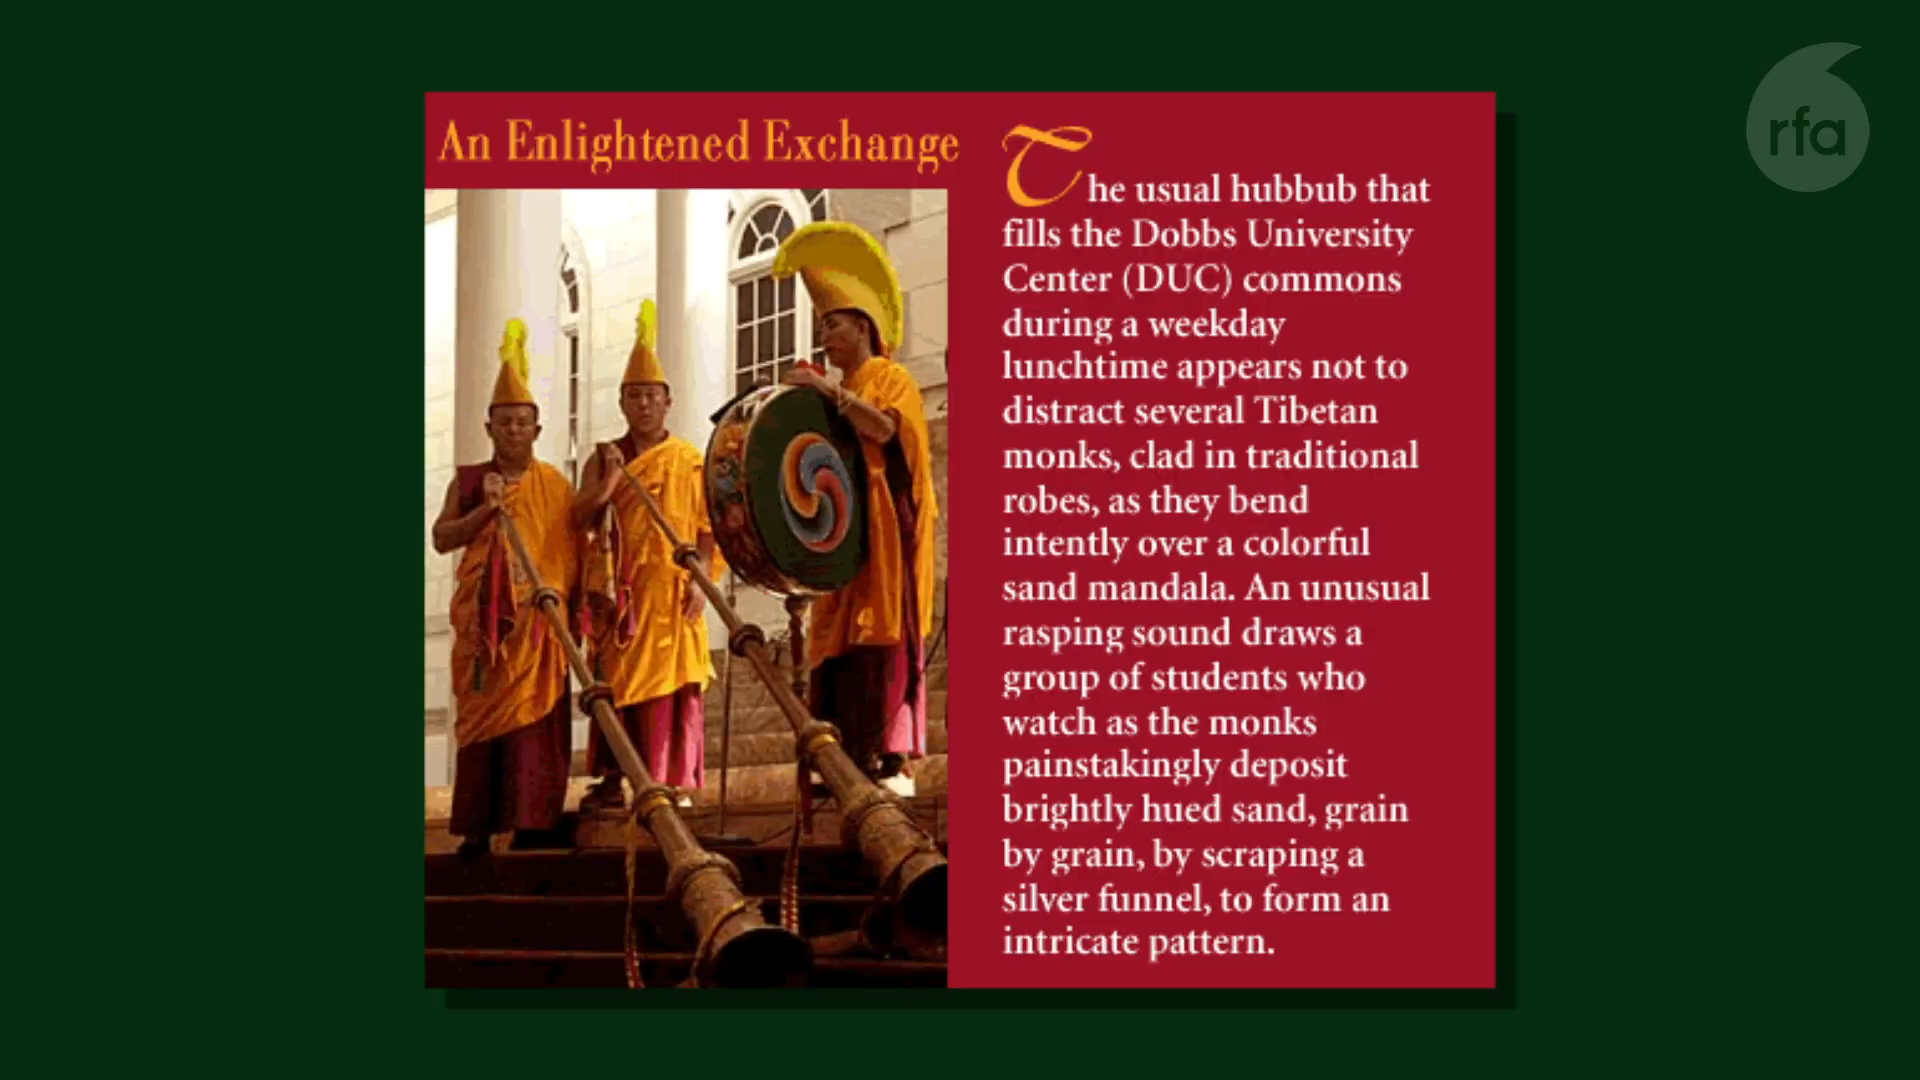 An Enlightened Exchange
The usual hubbub that
fills the Dobbs University
Center (DUC) commons
during a weekday
lunchtime appears not to
distract several Tibetan
monks, clad in traditional
robes, as they bend
intently over a colorful
sand mandala. An unusual
rasping sound draws a
group of students who
watch as the monks
painstakingly deposit
brightly hued sand, grain
by grain, by scraping a
silver funnel, to form an
intricate pattern.
rfa